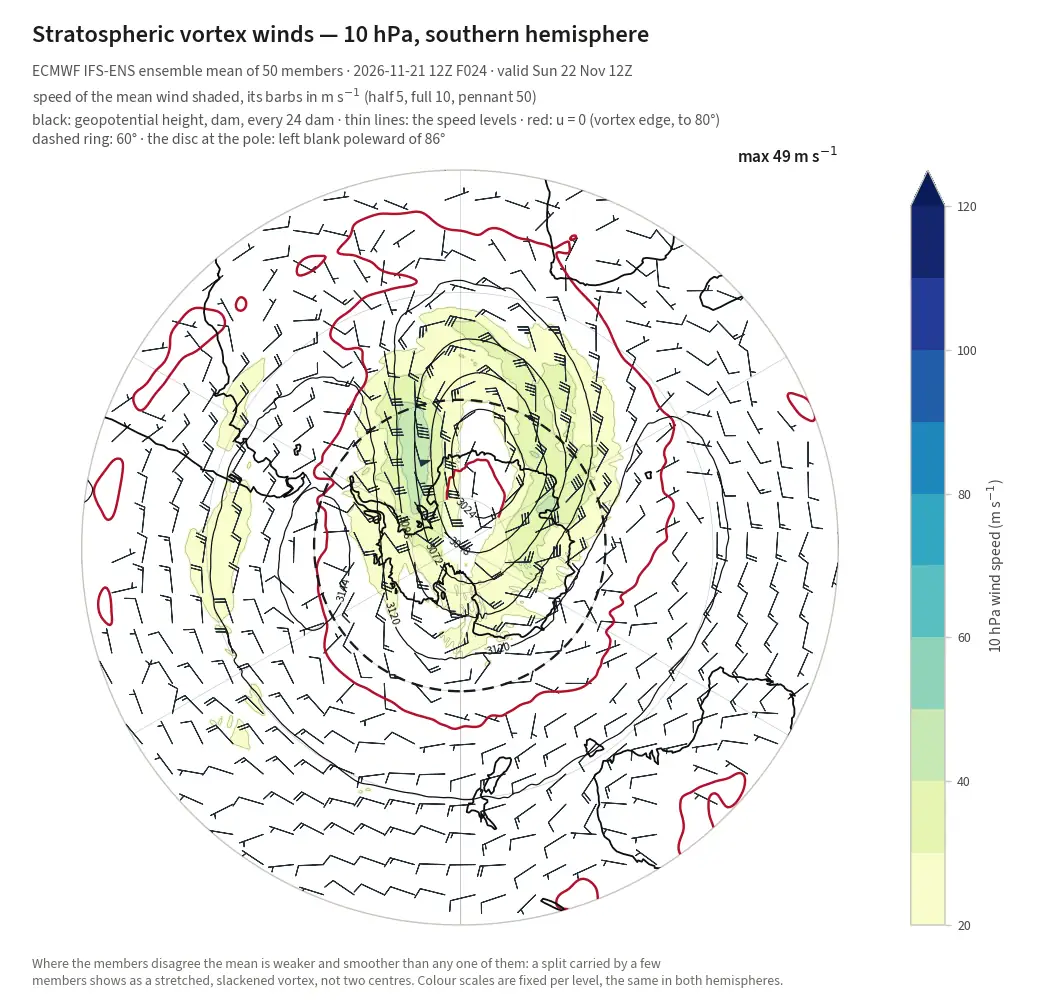 Stratospheric vortex winds — 10 hPa, southern hemisphere
ECMWF IFS-ENS ensemble mean of 50 members · 2026-11-21 12Z F024 · valid Sun 22 Nov 12Z
speed of the mean wind shaded, its barbs in m s⁻¹ (half 5, full 10, pennant 50)
black: geopotential height, dam, every 24 dam · thin lines: the speed levels · red: u = 0 (vortex edge, to 80°)
dashed ring: 60° · the disc at the pole: left blank poleward of 86°
max 49 m s⁻¹
120
100
80
60
40
20
10 hPa wind speed (m s⁻¹)
3024
3072
3144
3120
3120
Where the members disagree the mean is weaker and smoother than any one of them: a split carried by a few
members shows as a stretched, slackened vortex, not two centres. Colour scales are fixed per level, the same in both hemispheres.